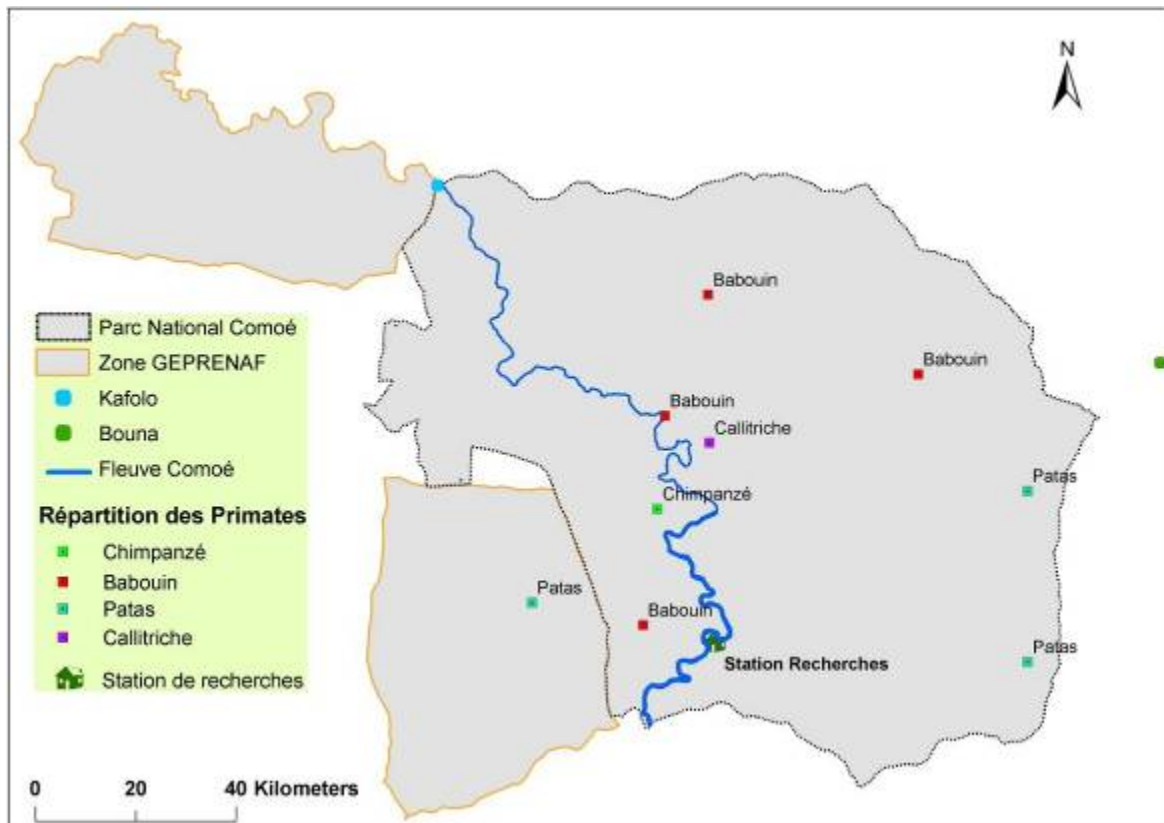 N
Babouin
Babouin
Babouin
Callitriche
Patas
Chimpanzé
Patas
Babouin
Patas
Station Recherches
Parc National Comoé
Zone GEPRENAF
Kafolo
Bouna
Fleuve Comoé
Répartition des Primates
Chimpanzé
Babouin
Patas
Callitriche
Station de recherches
0 20 40 Kilometers